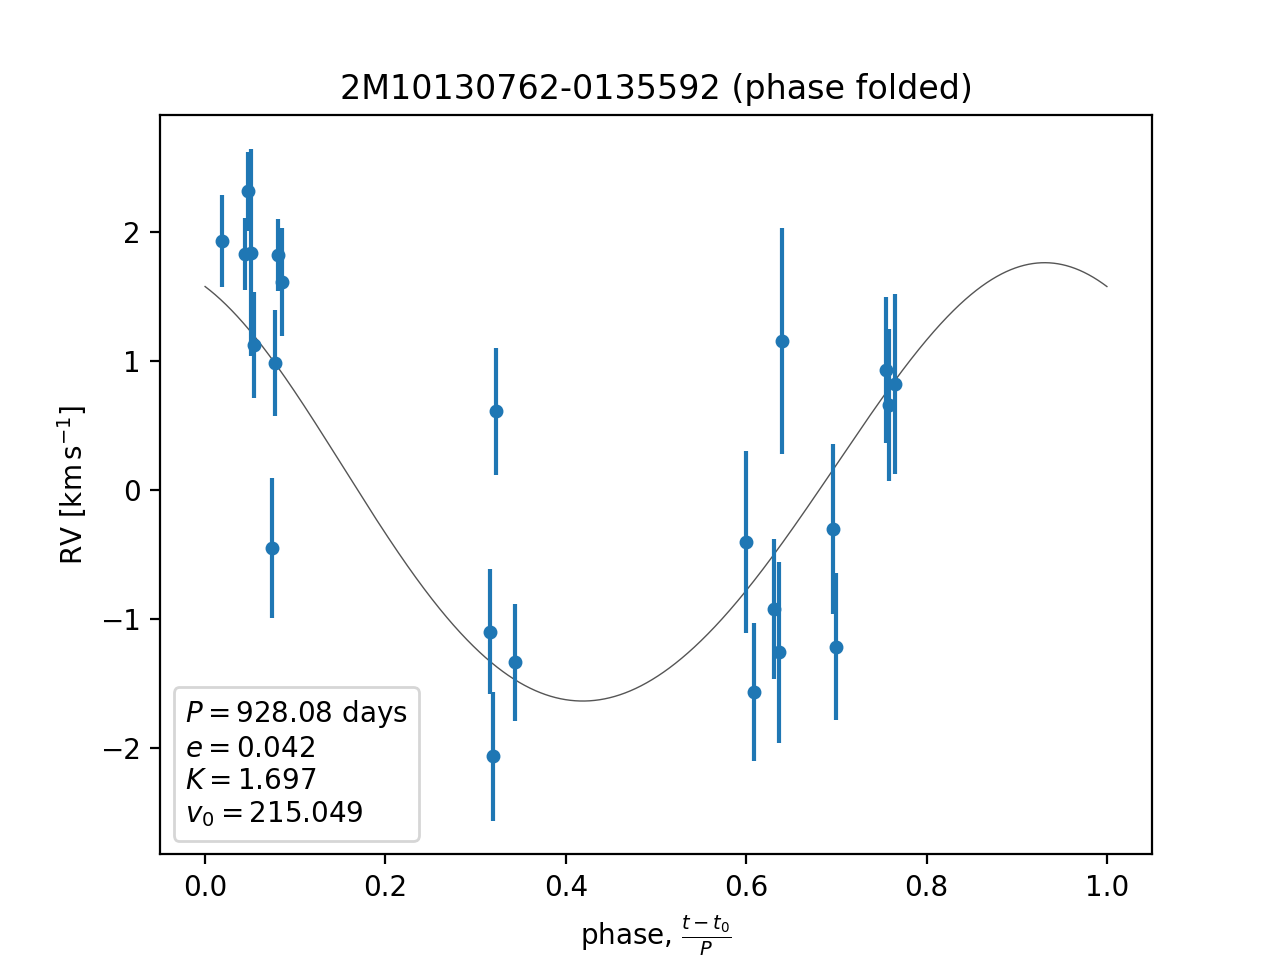 2M10130762-0135592 (phase folded)
RV [km s⁻¹]
2
1
0
−1
−2
P = 928.08 days
e = 0.042
K = 1.697
v₀ = 215.049
0.0 0.2 0.4 0.6 0.8 1.0
phase, (t − t₀)/P